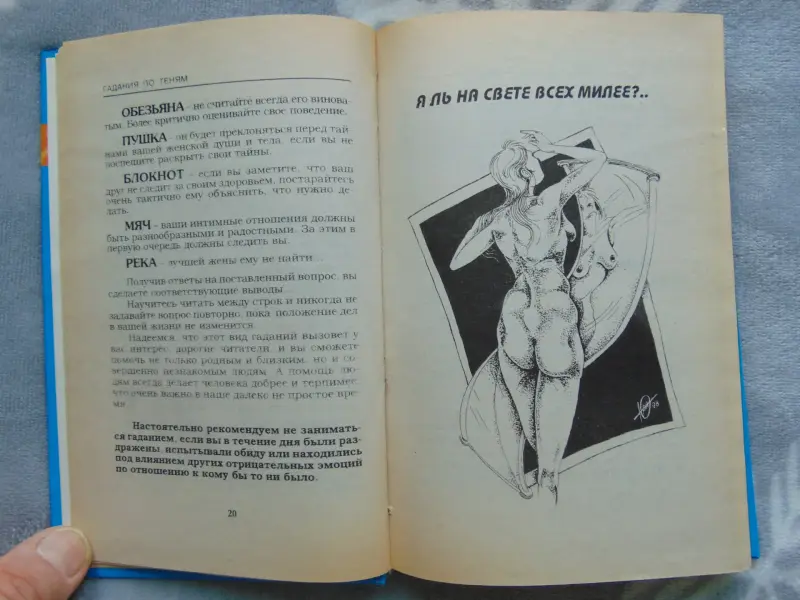 ГАДАНИЯ ПО ТЕНЯМ
ОБЕЗЬЯНА - не считайте всегда его винова-
тым. Более критично оценивайте свое поведение.
ПУШКА - он будет преклоняться перед тай-
нами вашей женской души и тела, если вы не
поспешите раскрыть свои тайны.
БЛОКНОТ - если вы заметите, что ваш
друг не следит за своим здоровьем, постарайтесь
очень тактично ему объяснить, что нужно де-
лать.
МЯЧ - ваши интимные отношения должны
быть разнообразными и радостными. За этим в
первую очередь должны следить вы.
РЕКА - лучшей жены ему не найти...
Получив ответы на поставленный вопрос, вы
сделаете соответствующие выводы...
Научитесь читать между строк и никогда не
задавайте вопрос повторно, пока положение дел
в вашей жизни не изменится.
Надеемся, что этот вид гаданий вызовет у
вас интерес, дорогие читатели, и вы сможете
помочь не только родным и близким, но и со-
вершенно незнакомым людям. А помощь лю-
дям всегда делает человека добрее и терпимее,
что очень важно в наше далеко не простое вре-
мя.
Настоятельно рекомендуем не занимать-
ся гаданием, если вы в течение дня были раз-
дражены, испытывали обиду или находились
под влиянием других отрицательных эмоций
по отношению к кому бы то ни было.
20
Я ЛЬ НА СВЕТЕ ВСЕХ МИЛЕЕ?..